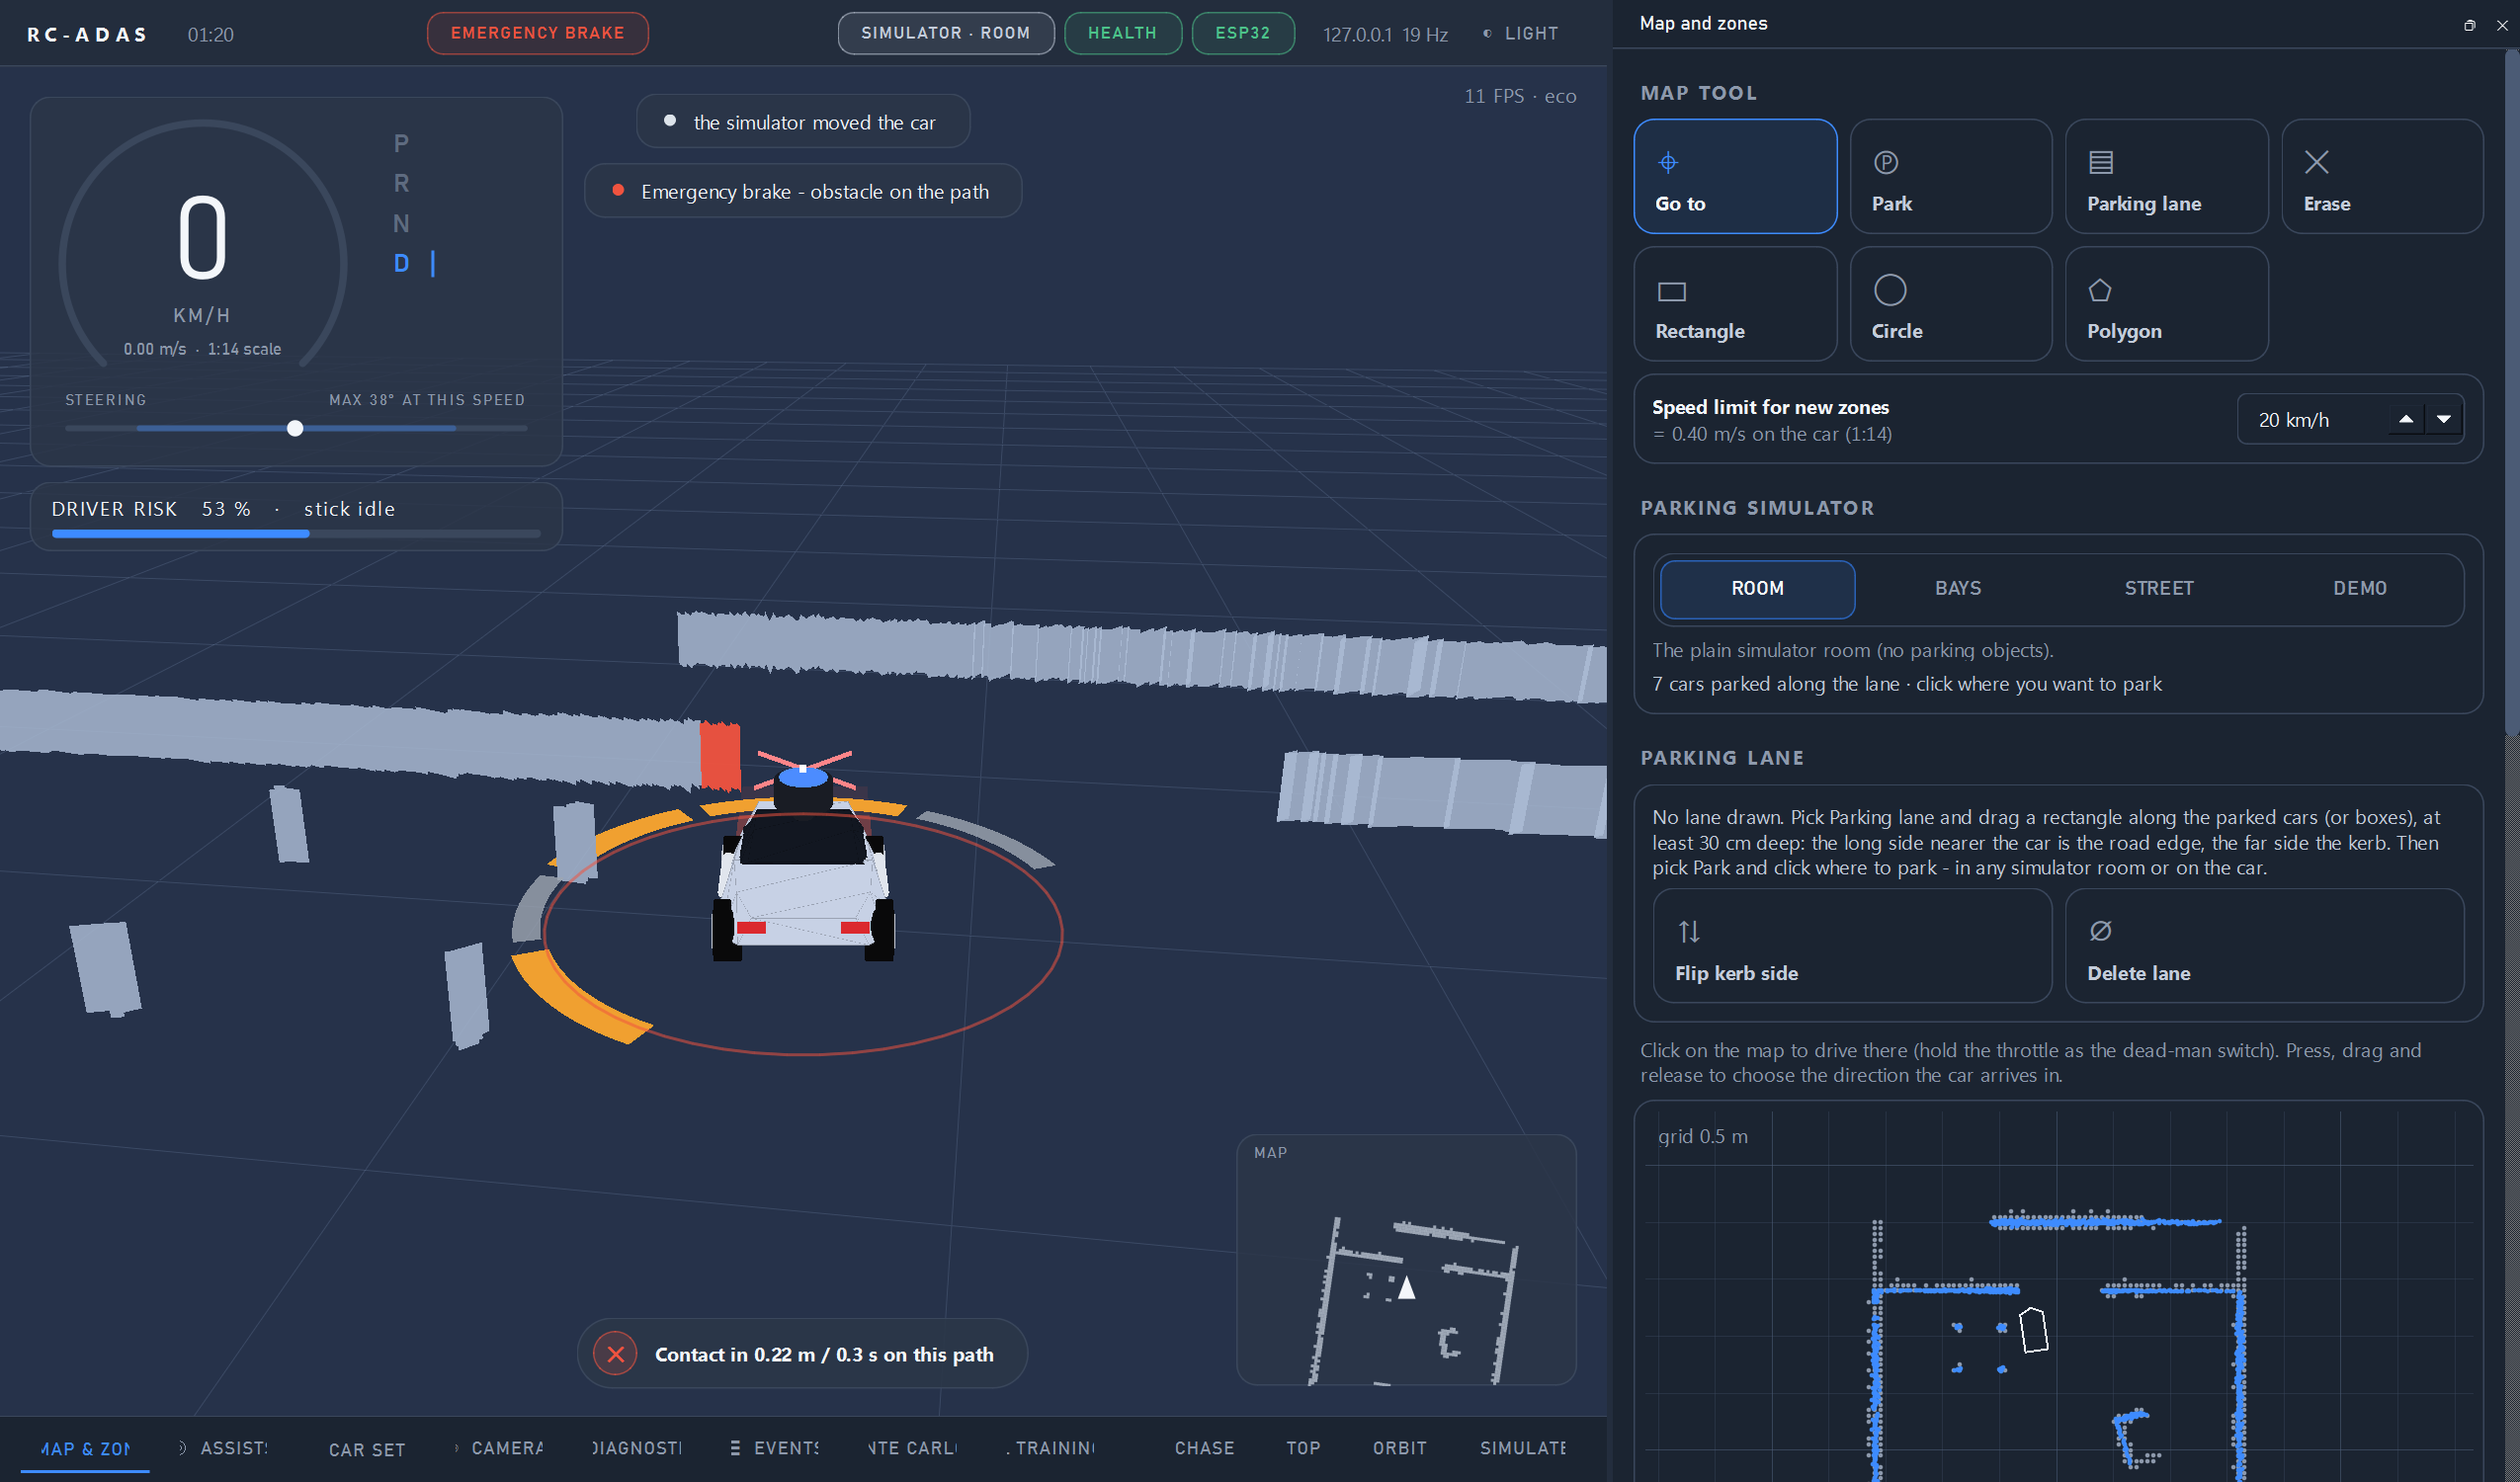 RC-ADAS
01:20
EMERGENCY BRAKE
SIMULATOR · ROOM
HEALTH
ESP32
127.0.0.1 19 Hz
LIGHT
11 FPS · eco
the simulator moved the car
Emergency brake - obstacle on the path
P
R
N
D
0
KM/H
0.00 m/s · 1:14 scale
STEERING
MAX 38° AT THIS SPEED
DRIVER RISK 53 % · stick idle
MAP
Contact in 0.22 m / 0.3 s on this path
MAP & ZON
ASSIST
CAR SET
CAMERA
DIAGNOSTI
EVENTS
NTE CARL
. TRAININ
CHASE
TOP
ORBIT
SIMULATE
Map and zones
MAP TOOL
Go to
Park
Parking lane
Erase
Rectangle
Circle
Polygon
Speed limit for new zones
= 0.40 m/s on the car (1:14)
20 km/h
PARKING SIMULATOR
ROOM
BAYS
STREET
DEMO
The plain simulator room (no parking objects).
7 cars parked along the lane · click where you want to park
PARKING LANE
No lane drawn. Pick Parking lane and drag a rectangle along the parked cars (or boxes), at
least 30 cm deep: the long side nearer the car is the road edge, the far side the kerb. Then
pick Park and click where to park - in any simulator room or on the car.
Flip kerb side
Delete lane
Click on the map to drive there (hold the throttle as the dead-man switch). Press, drag and
release to choose the direction the car arrives in.
grid 0.5 m